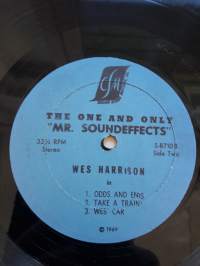 THE ONE AND ONLY
"MR. SOUNDEFFECTS"
33⅓ RPM
Stereo
Side Two
WES HARRISON
in
1. ODDS AND ENDS
2. TAKE A TRAIN
3. WES' CAR
© 1969